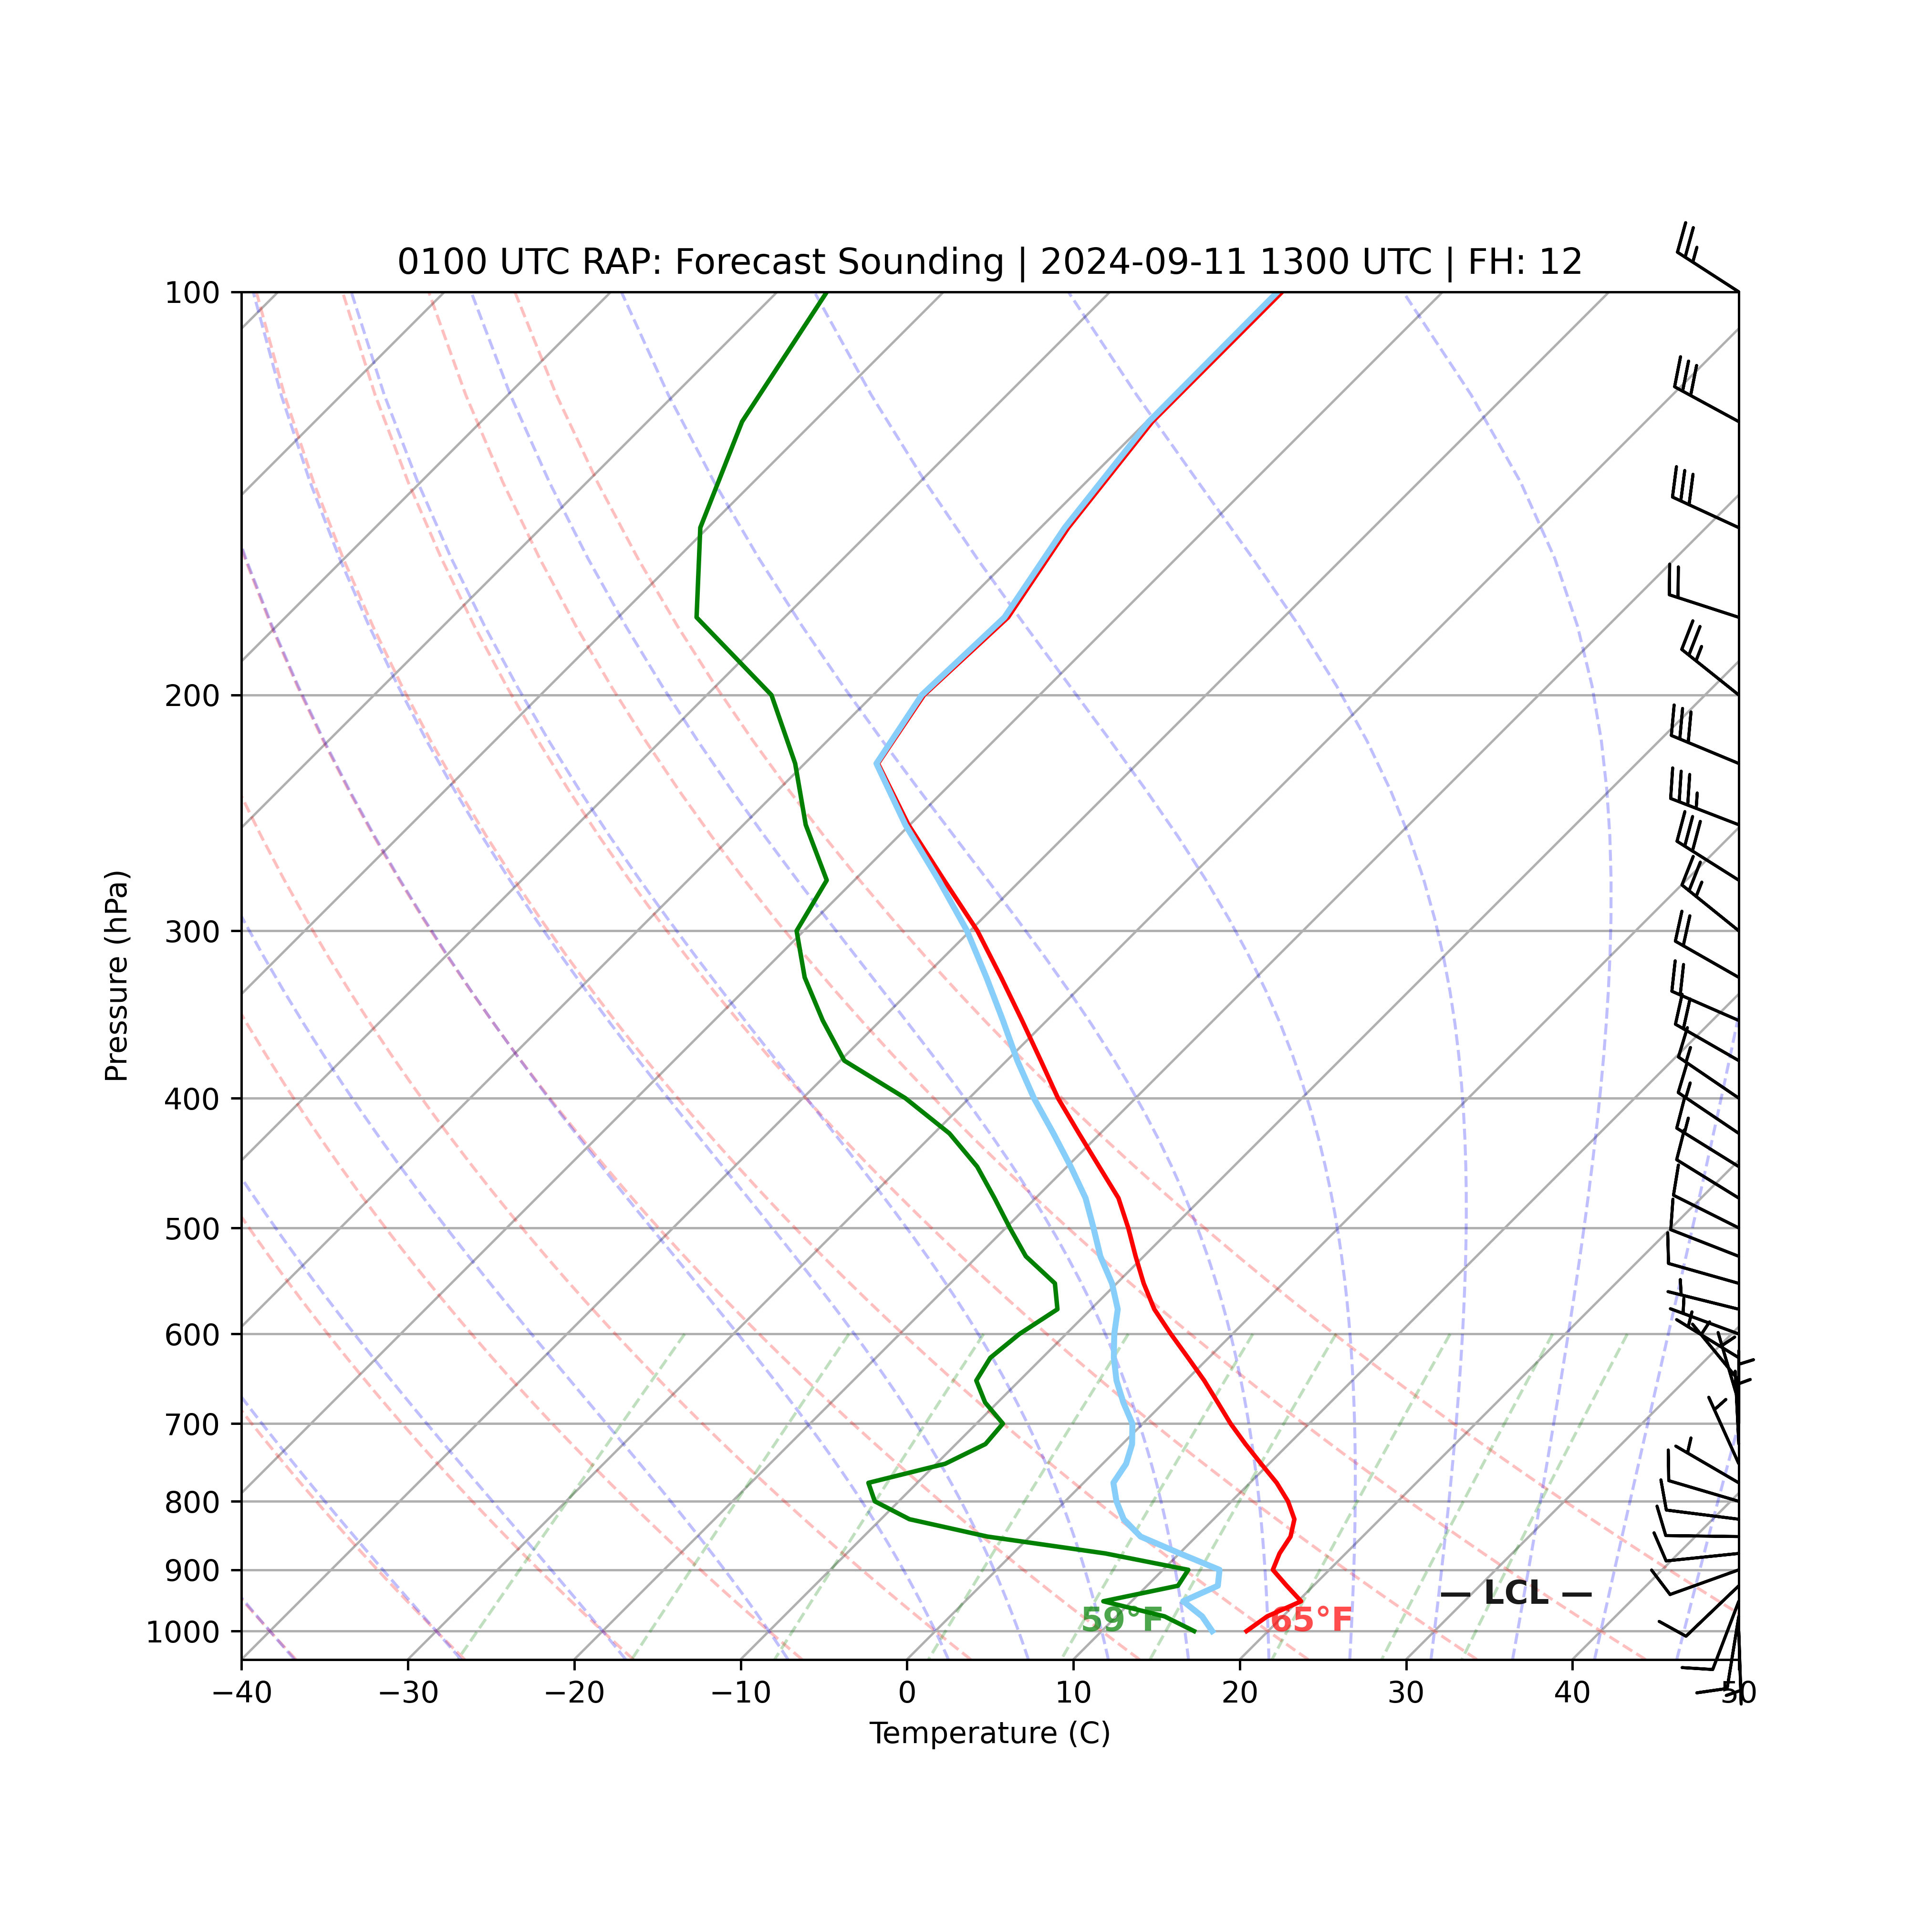 0100 UTC RAP: Forecast Sounding | 2024-09-11 1300 UTC | FH: 12
100
200
300
400
500
600
700
800
900
1000
Pressure (hPa)
— LCL —
59°F 65°F
−40 −30 −20 −10 0 10 20 30 40 50
Temperature (C)